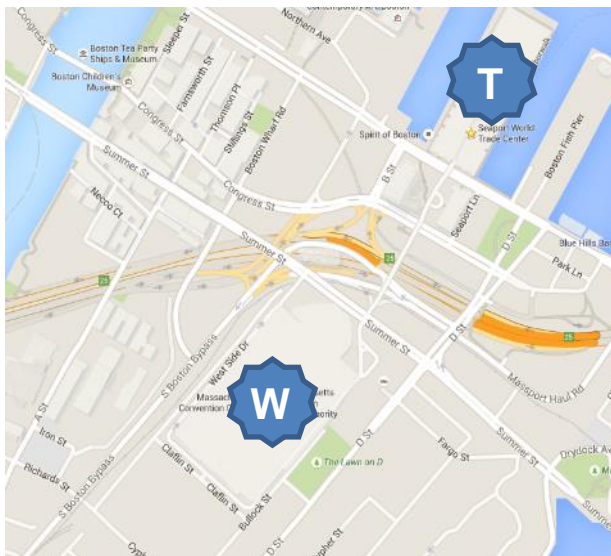 Congress St
Sleeper St
Northern Ave
Boston Tea Party
Ships & Museum
Farnsworth St
Boston Children's
Museum
Thomson Pl
Stillings St
Boston Wharf Rd
Congress St
T
Spirit of Boston
Seaport World
Trade Center
Boston Fish Pier
B St
Summer St
Necco Ct
Congress St
Seaport Ln
D St
Park Ln
Summer St
25
25
25
S Boston Bypass
West Side Dr
Summer St
D St
Massport Haul Rd
W
A St
Iron St
Richards St
S Boston Bypass
Claflin St
Claflin St
Bullock St
The Lawn on D
D St
Fargo St
Summer St